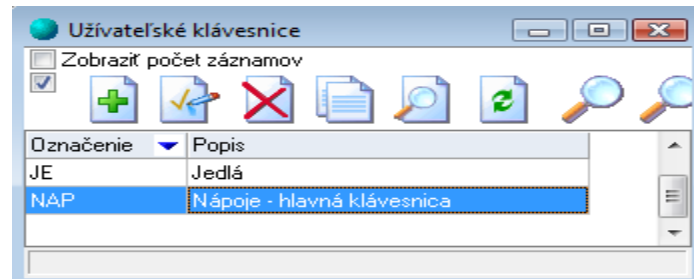 Užívateľské klávesnice
Zobraziť počet záznamov
Označenie Popis
JE Jedlá
NAP Nápoje - hlavná klávesnica